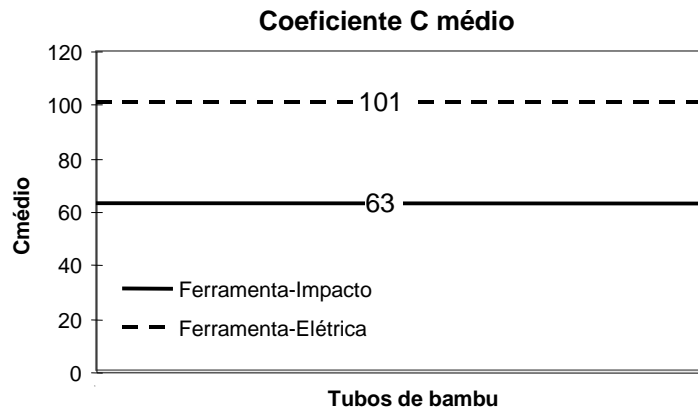 Coeficiente C médio
120
100
80
60
40
20
0
Cmédio
101
63
Ferramenta-Impacto
Ferramenta-Elétrica
Tubos de bambu